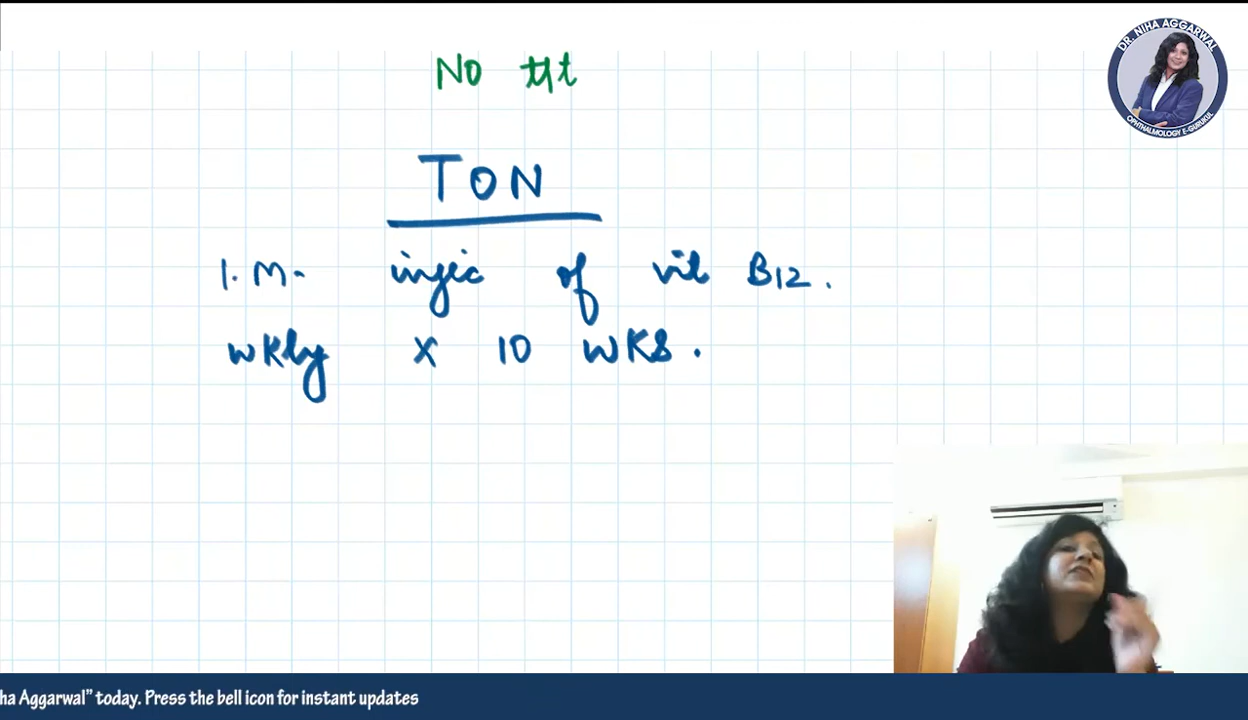 DR. NIHA AGGARWAL
OPHTHALMOLOGY E-GURUKUL
NO ttt
TON
I.M. injec of vit B12.
wkly x 10 wks.
ha Aggarwal" today. Press the bell icon for instant updates